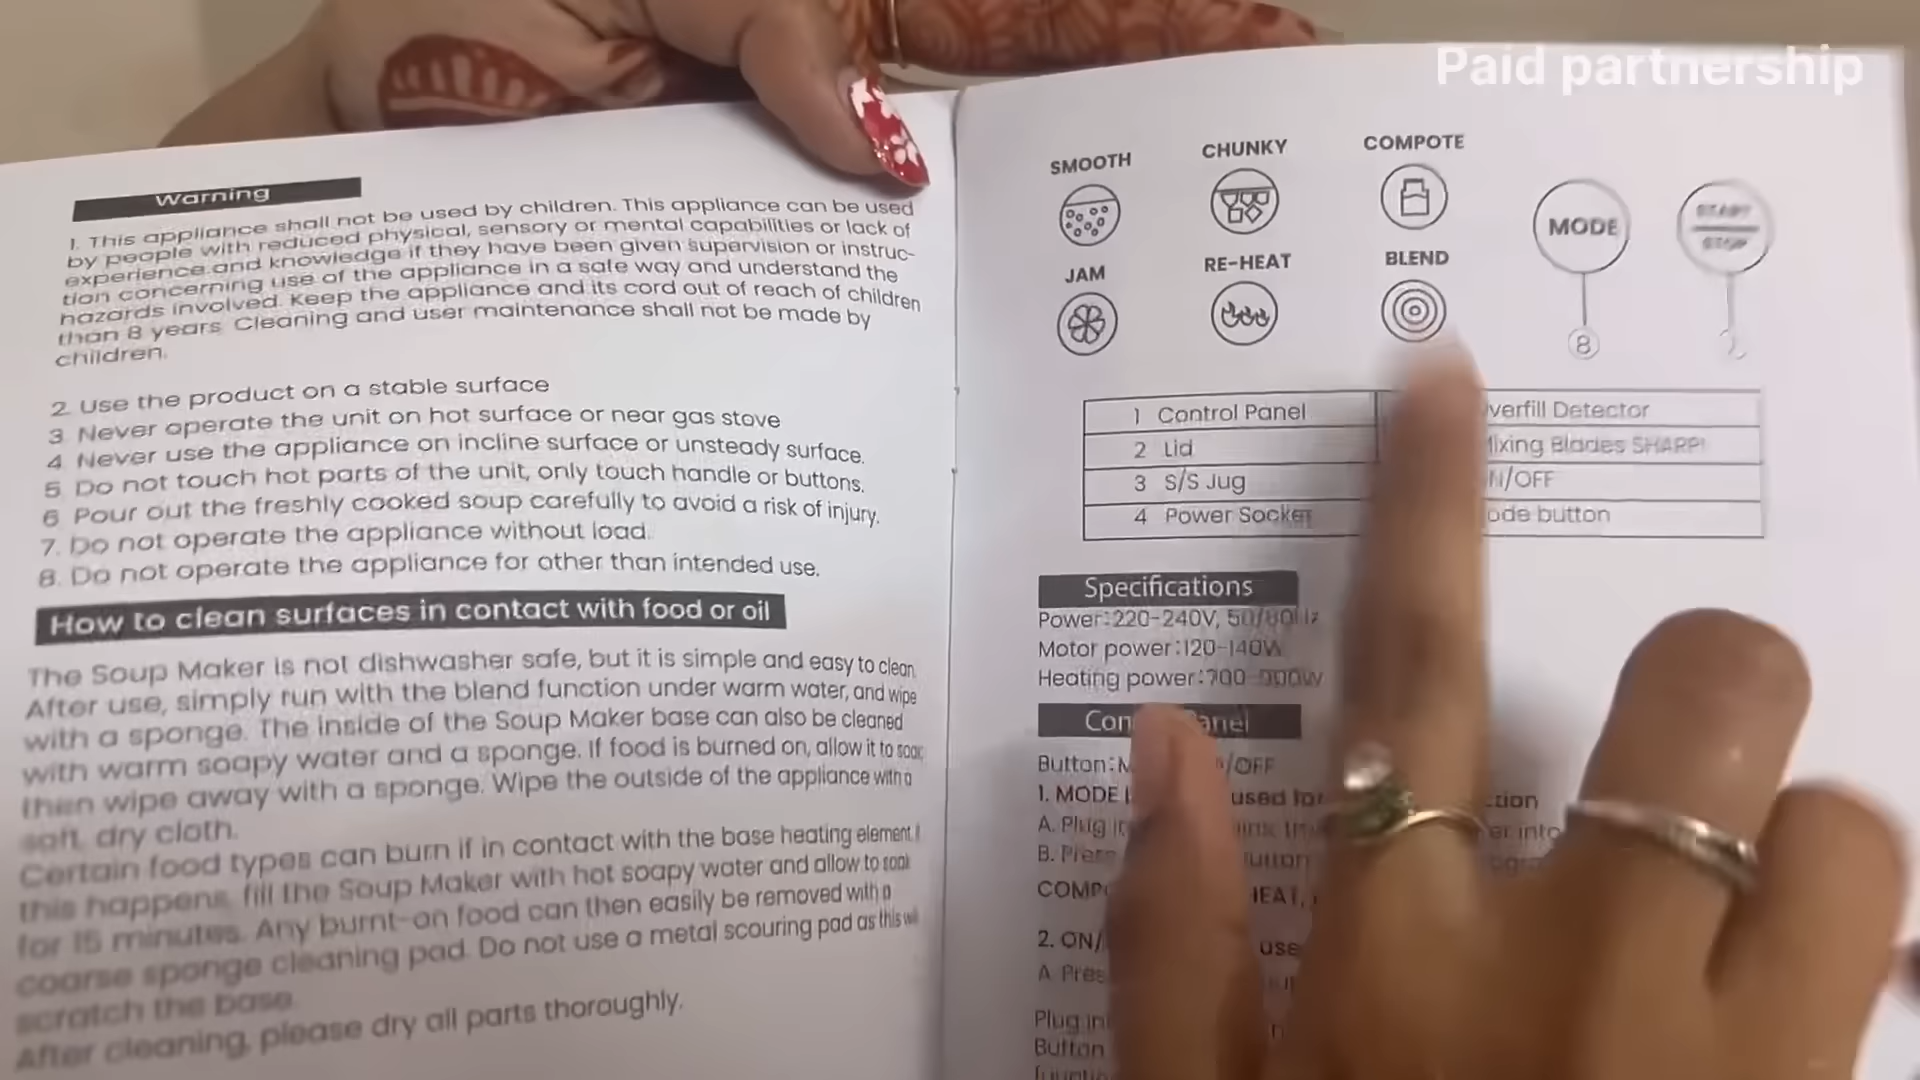 Paid partnership
Warning
1. This appliance shall not be used by children. This appliance can be used
by people with reduced physical, sensory or mental capabilities or lack of
experience and knowledge if they have been given supervision or instruc-
tion concerning use of the appliance in a safe way and understand the
hazards involved. Keep the appliance and its cord out of reach of children
than 8 years. Cleaning and user maintenance shall not be made by
children.
2. Use the product on a stable surface
3. Never operate the unit on hot surface or near gas stove
4. Never use the appliance on incline surface or unsteady surface.
5. Do not touch hot parts of the unit, only touch handle or buttons.
6. Pour out the freshly cooked soup carefully to avoid a risk of injury.
7. Do not operate the appliance without load.
8. Do not operate the appliance for other than intended use.
How to clean surfaces in contact with food or oil
The Soup Maker is not dishwasher safe, but it is simple and easy to clean.
After use, simply run with the blend function under warm water, and wipe
with a sponge. The inside of the Soup Maker base can also be cleaned
with warm soapy water and a sponge. If food is burned on, allow it to soak
then wipe away with a sponge. Wipe the outside of the appliance with a
soft, dry cloth.
Certain food types can burn if in contact with the base heating element.
this happens, fill the Soup Maker with hot soapy water and allow to soak
for 15 minutes. Any burnt-on food can then easily be removed with a
coarse sponge cleaning pad. Do not use a metal scouring pad as this will
scratch the base.
After cleaning, please dry all parts thoroughly.
SMOOTH CHUNKY COMPOTE
JAM RE-HEAT BLEND
MODE START STOP
8
1 Control Panel verfill Detector
2 Lid ixing Blades SHARP!
3 S/S Jug N/OFF
4 Power Socket ode button
Specifications
Power:220-240V, 50/60Hz
Motor power:120-140W
Heating power:
Con anel
Button:M /OFF
1. MODE used for ction
A. Plug in er into
B. Press utton
COMPO HEAT,
2. ON/ use
A. Pres
Plug in
Button